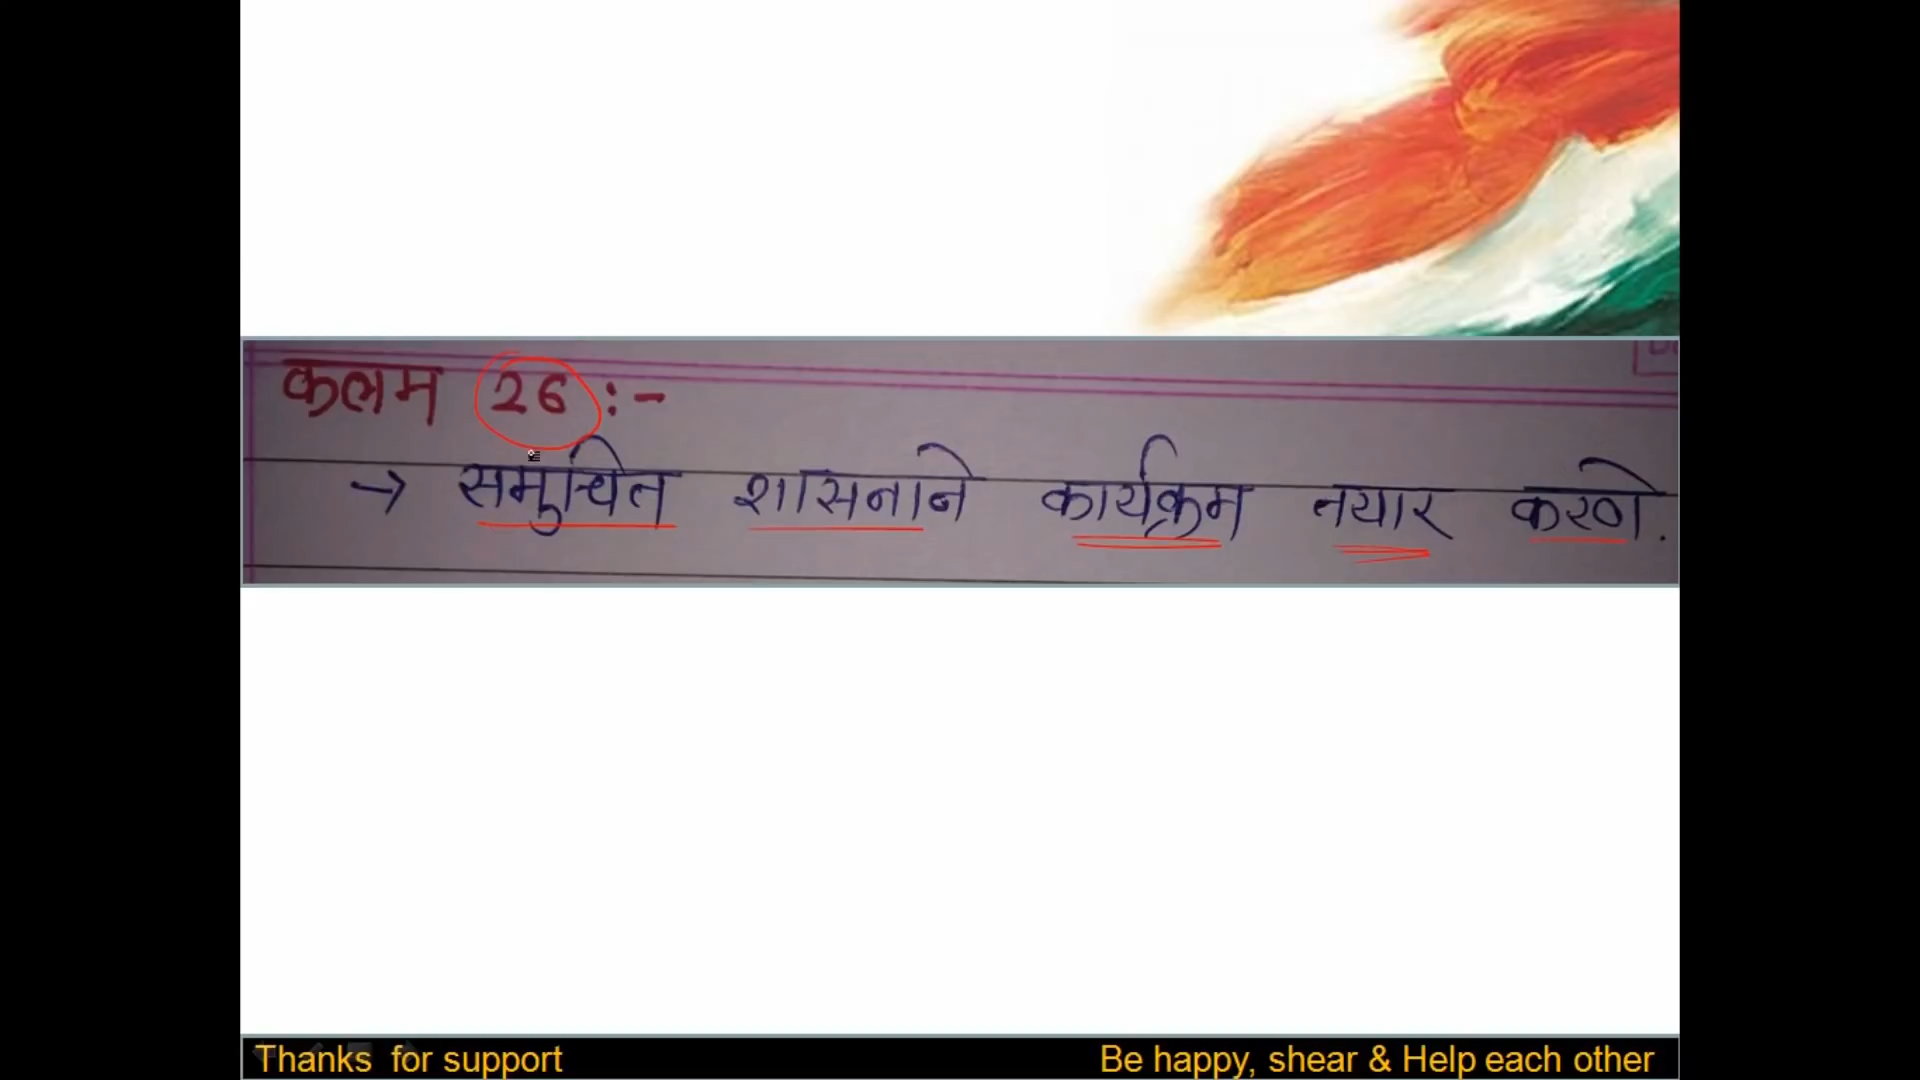 कलम 26 :-
→ समुचित शासनाने कार्यक्रम तयार करणे.
Thanks for support
Be happy, shear & Help each other